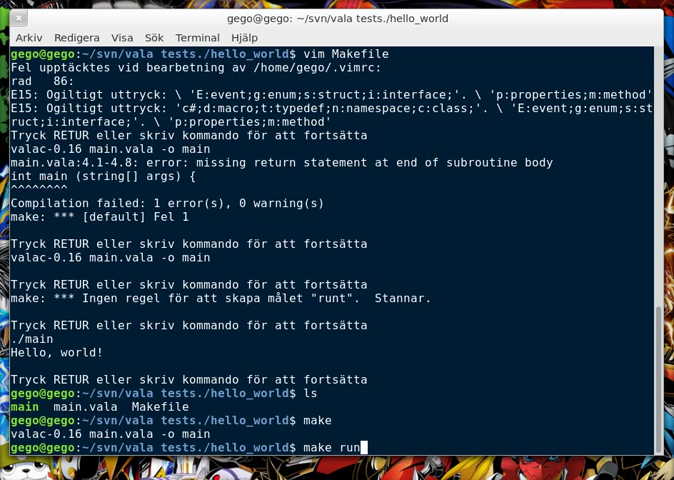 gego@gego: ~/svn/vala tests./hello_world
Arkiv Redigera Visa Sök Terminal Hjälp
gego@gego:~/svn/vala tests./hello_world$ vim Makefile
Fel upptäcktes vid bearbetning av /home/gego/.vimrc:
rad   86:
E15: Ogiltigt uttryck: \ 'E:event;g:enum;s:struct;i:interface;'. \ 'p:properties;m:method'
E15: Ogiltigt uttryck: 'c#;d:macro;t:typedef;n:namespace;c:class;'. \ 'E:event;g:enum;s:st
ruct;i:interface;'. \ 'p:properties;m:method'
Tryck RETUR eller skriv kommando för att fortsätta
valac-0.16 main.vala -o main
main.vala:4.1-4.8: error: missing return statement at end of subroutine body
int main (string[] args) {
^^^^^^^^
Compilation failed: 1 error(s), 0 warning(s)
make: *** [default] Fel 1
Tryck RETUR eller skriv kommando för att fortsätta
valac-0.16 main.vala -o main
Tryck RETUR eller skriv kommando för att fortsätta
make: *** Ingen regel för att skapa målet "runt".  Stannar.
Tryck RETUR eller skriv kommando för att fortsätta
./main
Hello, world!
Tryck RETUR eller skriv kommando för att fortsätta
gego@gego:~/svn/vala tests./hello_world$ ls
main  main.vala  Makefile
gego@gego:~/svn/vala tests./hello_world$ make
valac-0.16 main.vala -o main
gego@gego:~/svn/vala tests./hello_world$ make run